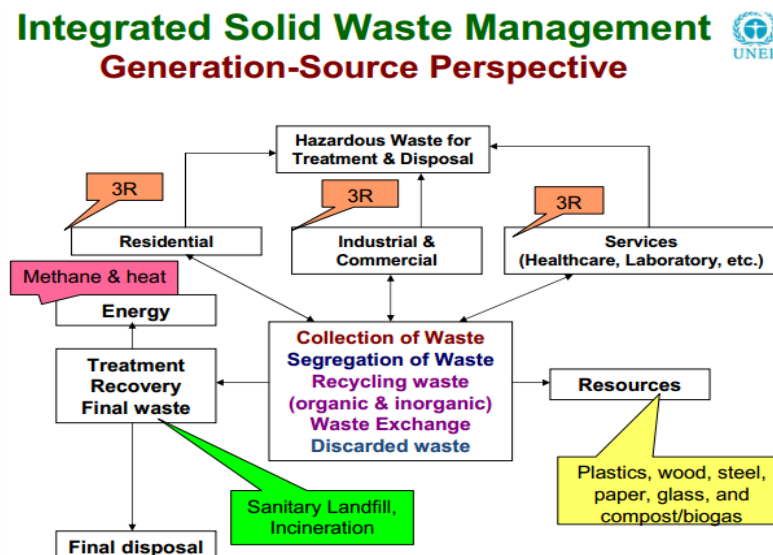 Integrated Solid Waste Management
Generation-Source Perspective
UNEP
Hazardous Waste for
Treatment & Disposal
3R
3R
3R
Residential
Industrial &
Commercial
Services
(Healthcare, Laboratory, etc.)
Methane & heat
Energy
Collection of Waste
Segregation of Waste
Recycling waste
(organic & inorganic)
Waste Exchange
Discarded waste
Treatment
Recovery
Final waste
Resources
Sanitary Landfill,
Incineration
Plastics, wood, steel,
paper, glass, and
compost/biogas
Final disposal